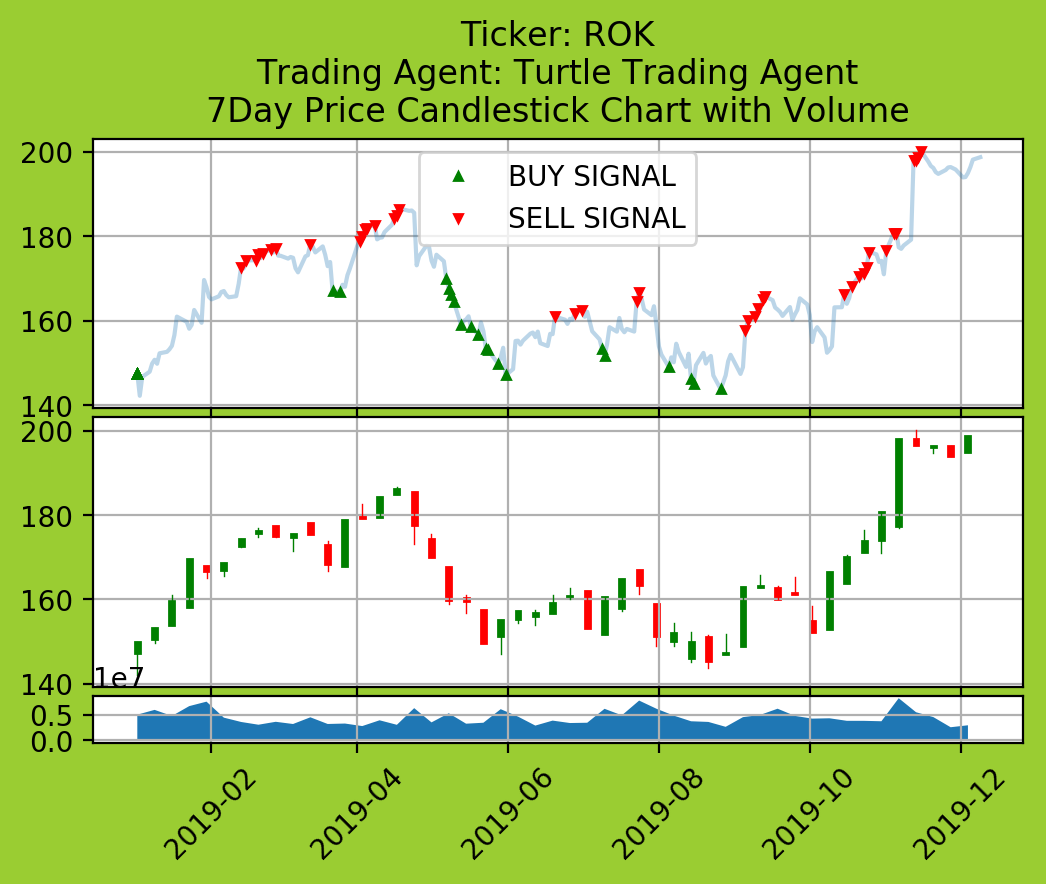 Ticker: ROK
Trading Agent: Turtle Trading Agent
7Day Price Candlestick Chart with Volume
200
180
160
140
BUY SIGNAL
SELL SIGNAL
200
180
160
140
1e7
0.5
0.0
2019-02
2019-04
2019-06
2019-08
2019-10
2019-12